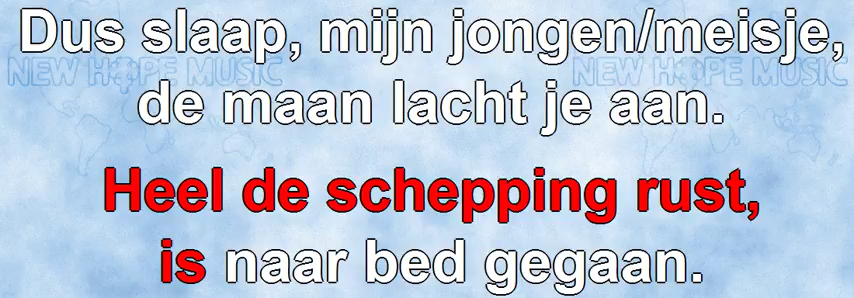 Dus slaap, mijn jongen/meisje,
NEW HOPE MUSIC NEW HOPE MUSIC
de maan lacht je aan.
Heel de schepping rust,
is naar bed gegaan.